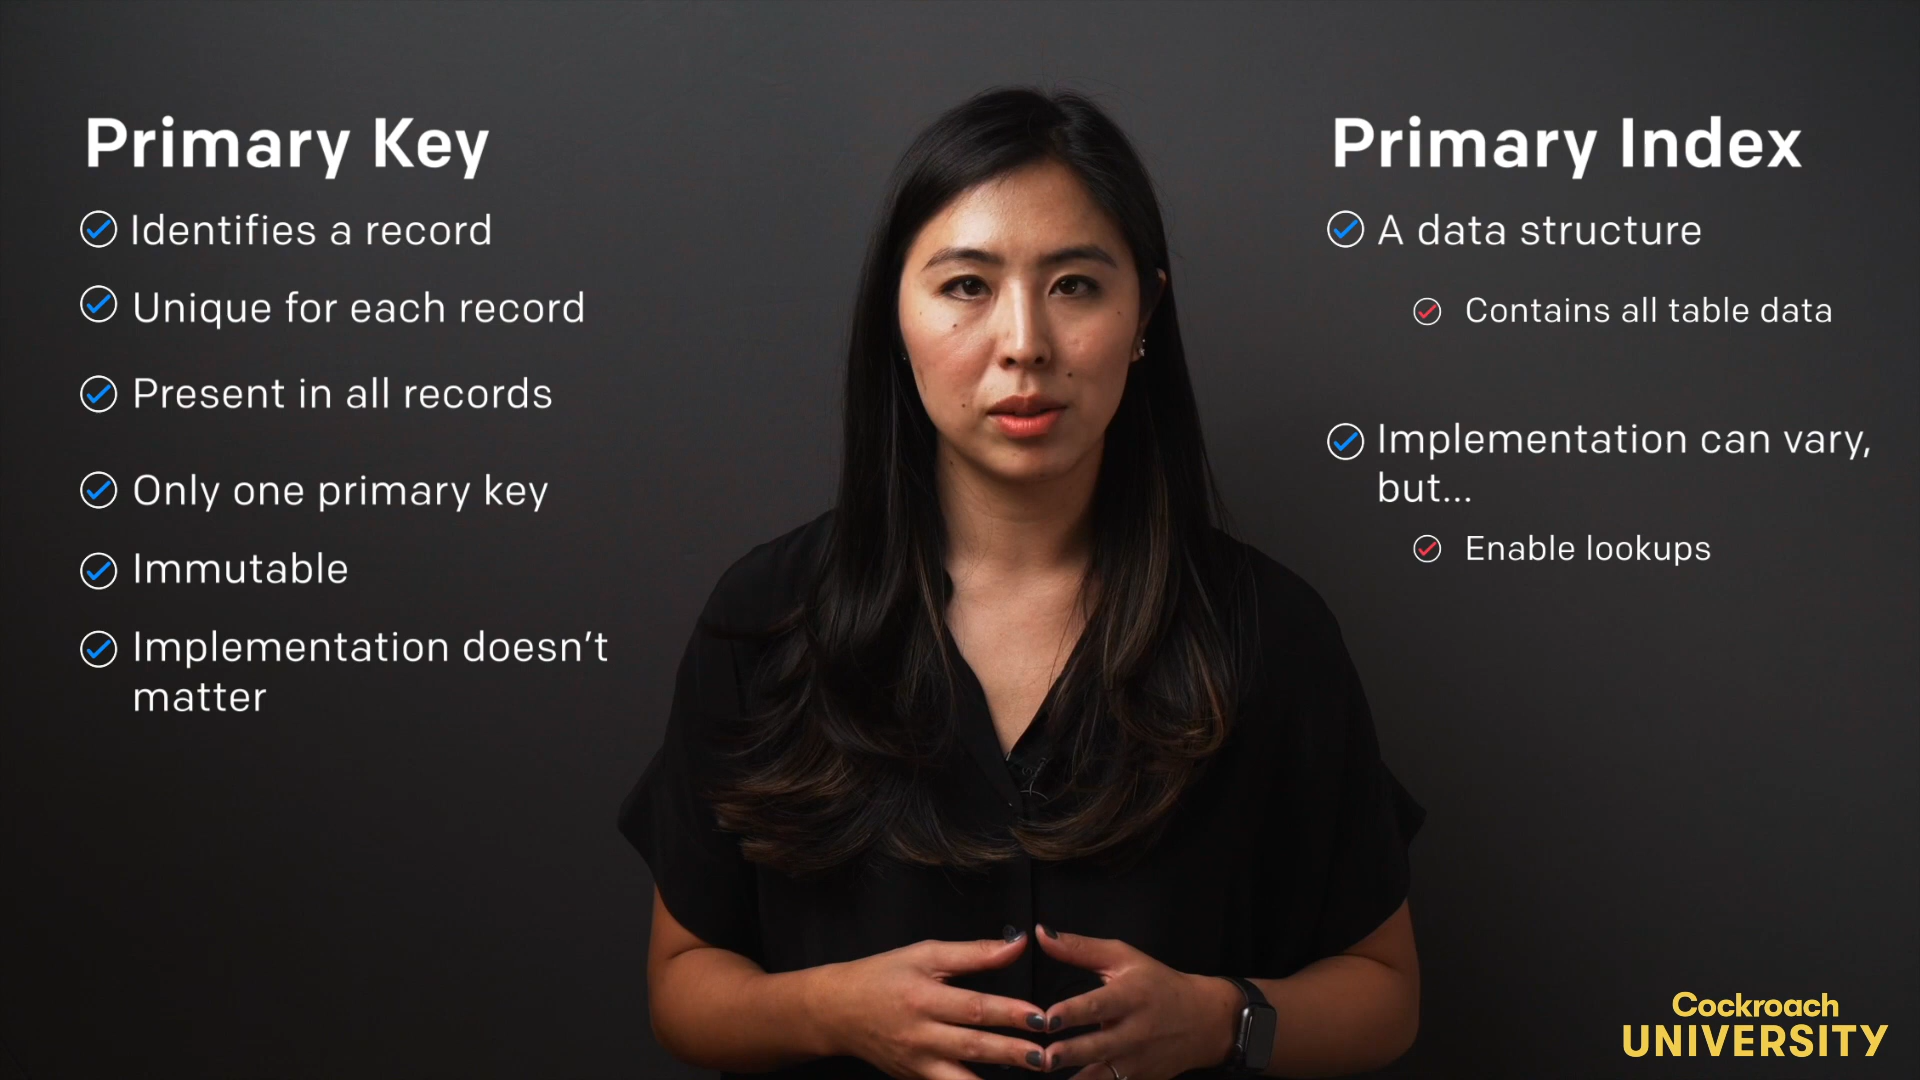 Primary Key
Identifies a record
Unique for each record
Present in all records
Only one primary key
Immutable
Implementation doesn’t
matter
Primary Index
A data structure
Contains all table data
Implementation can vary,
but...
Enable lookups
Cockroach
UNIVERSITY